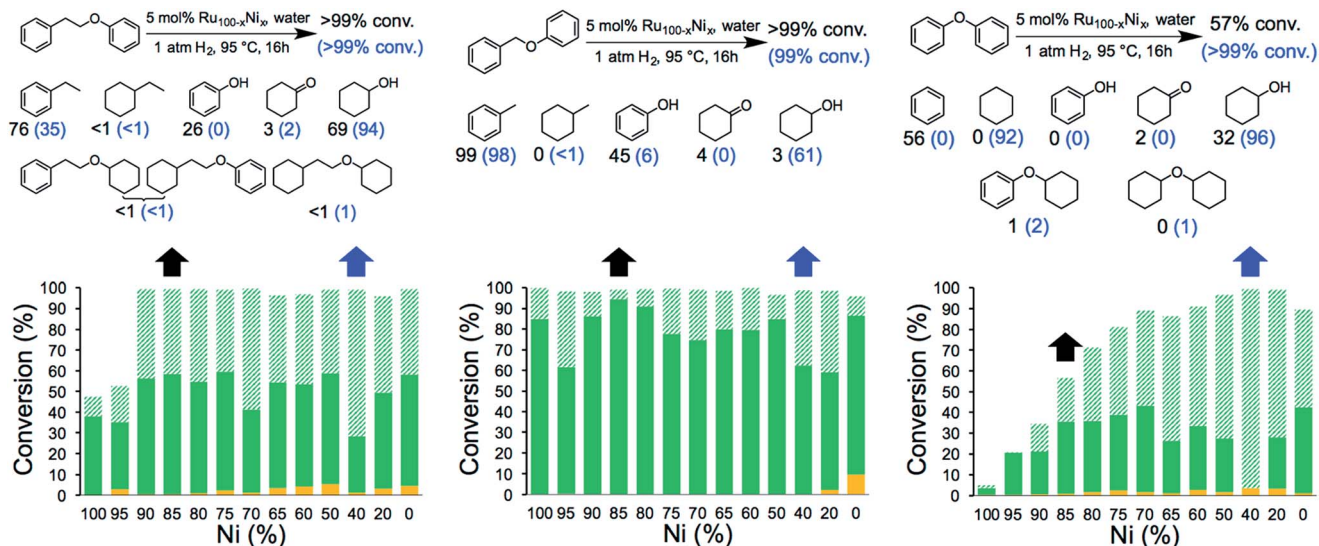 5 mol% Ru100-xNix, water
>99% conv.
1 atm H2, 95 °C, 16h
(>99% conv.)
O
OH
O
OH
76 (35)
<1 (<1)
26 (0)
3 (2)
69 (94)
O
O
O
<1 (<1)
<1 (1)
Conversion (%)
100
90
80
70
60
50
40
30
20
10
0
100 95 90 85 80 75 70 65 60 50 40 20 0
Ni (%)
5 mol% Ru100-xNix, water
>99% conv.
1 atm H2, 95 °C, 16h
(99% conv.)
O
OH
O
OH
99 (98)
0 (<1)
45 (6)
4 (0)
3 (61)
Conversion (%)
100
90
80
70
60
50
40
30
20
10
0
100 95 90 85 80 75 70 65 60 50 40 20 0
Ni (%)
5 mol% Ru100-xNix, water
57% conv.
1 atm H2, 95 °C, 16h
(>99% conv.)
O
OH
O
OH
56 (0)
0 (92)
0 (0)
2 (0)
32 (96)
O
O
1 (2)
0 (1)
Conversion (%)
100
90
80
70
60
50
40
30
20
10
0
100 95 90 85 80 75 70 65 60 50 40 20 0
Ni (%)